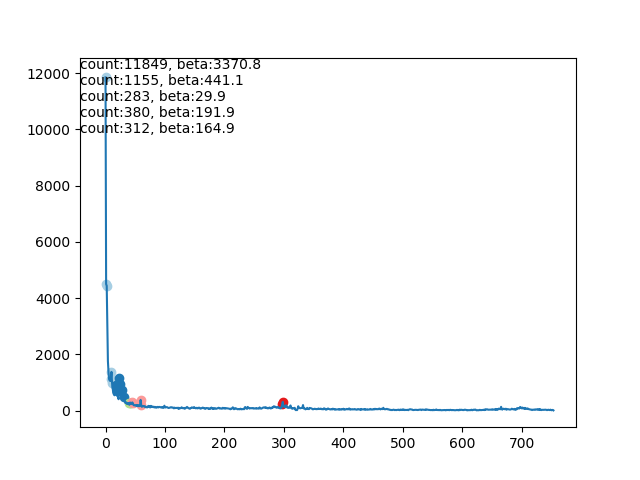 count:11849, beta:3370.8
count:1155, beta:441.1
count:283, beta:29.9
count:380, beta:191.9
count:312, beta:164.9
12000
10000
8000
6000
4000
2000
0
0 100 200 300 400 500 600 700